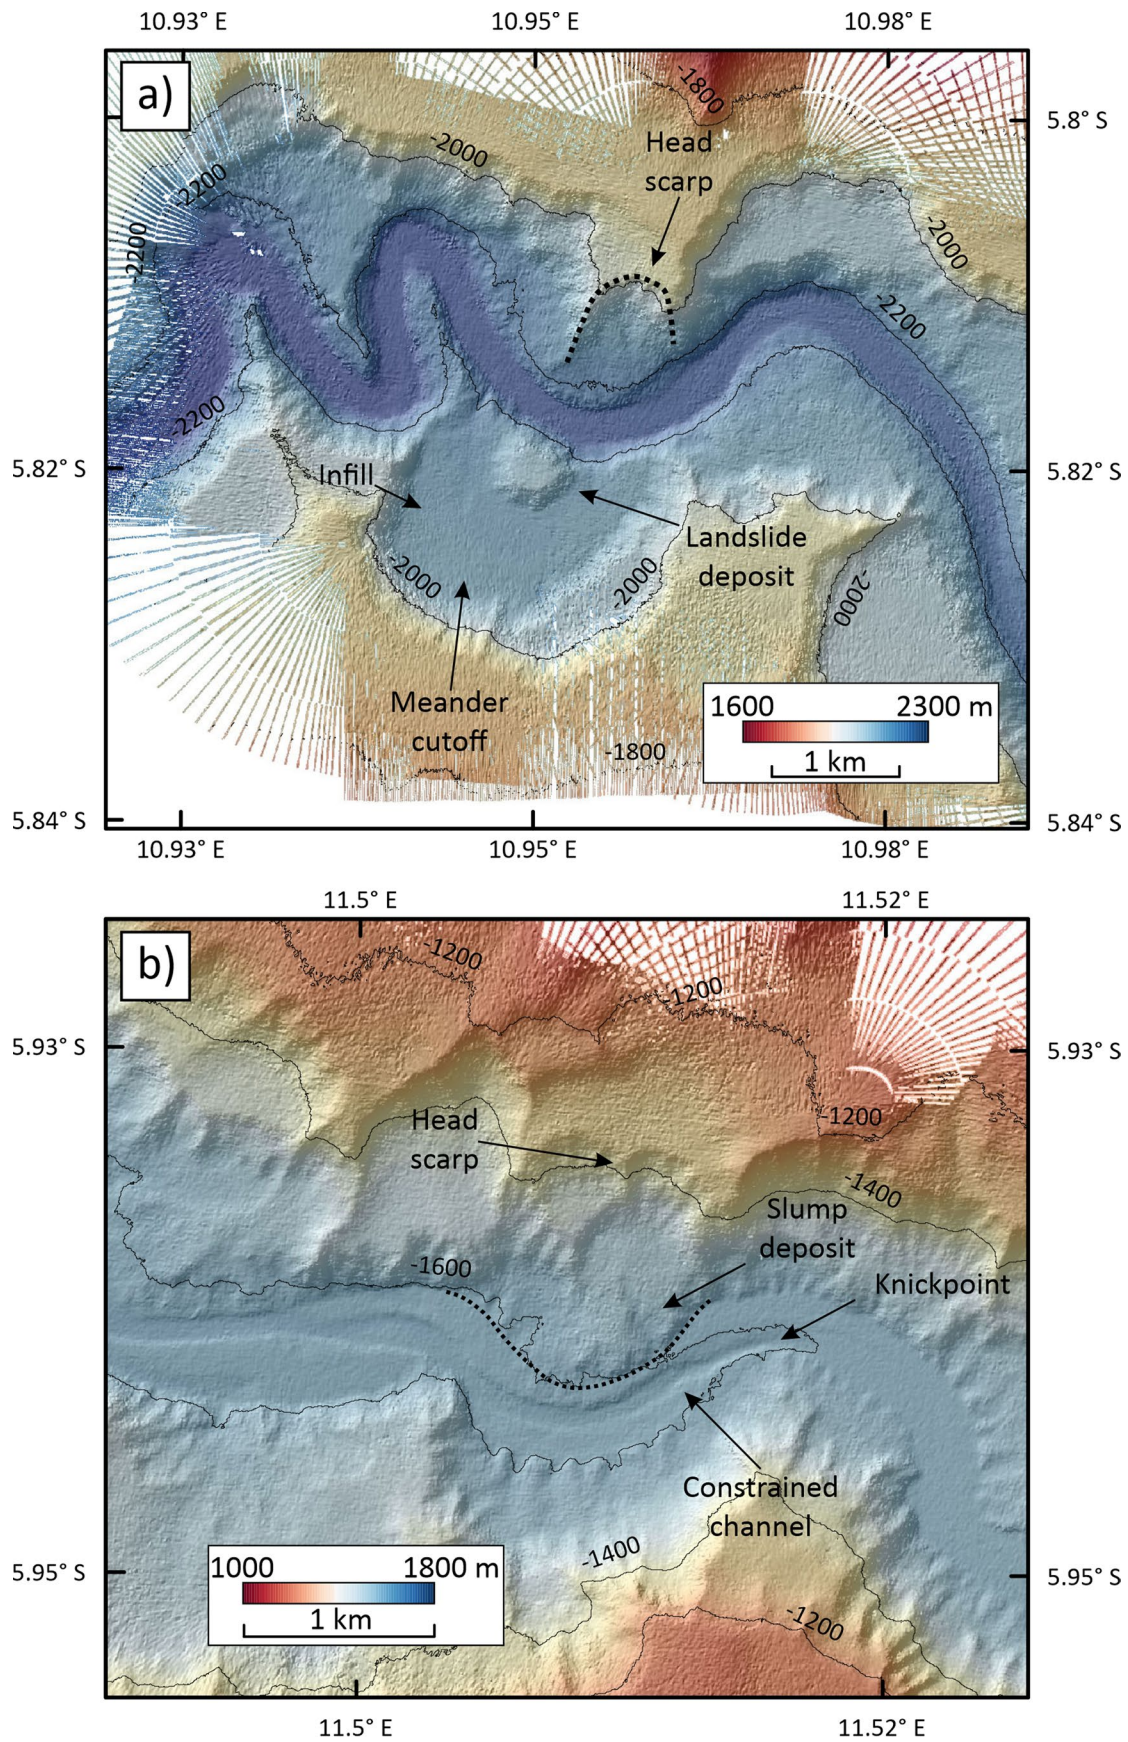 10.93° E 10.95° E 10.98° E
a)
-1800
5.8° S
Head
scarp
-2000
-2200
-2200
-2000
-2200
-2200
5.82° S
5.82° S
Infill
Landslide
deposit
-2000
-2000
-2000
Meander
cutoff
1600 2300 m
1 km
-1800
5.84° S
5.84° S
10.93° E 10.95° E 10.98° E
11.5° E 11.52° E
b)
-1200
-1200
5.93° S
5.93° S
-1200
Head
scarp
-1400
Slump
deposit
-1600
Knickpoint
Constrained
channel
-1400
1000 1800 m
1 km
5.95° S
5.95° S
-1200
11.5° E 11.52° E